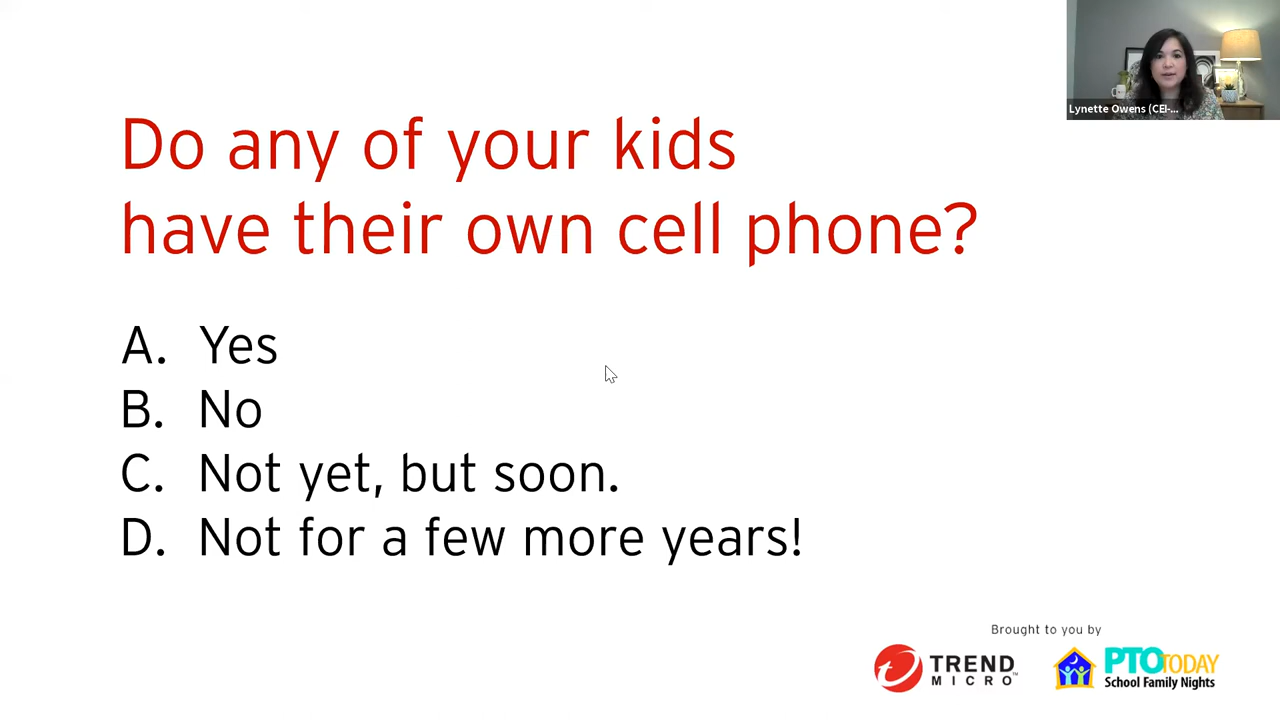 Lynette Owens (CEI-...
Do any of your kids
have their own cell phone?
A. Yes
B. No
C. Not yet, but soon.
D. Not for a few more years!
Brought to you by
TREND
MICRO™
PTO TODAY
School Family Nights